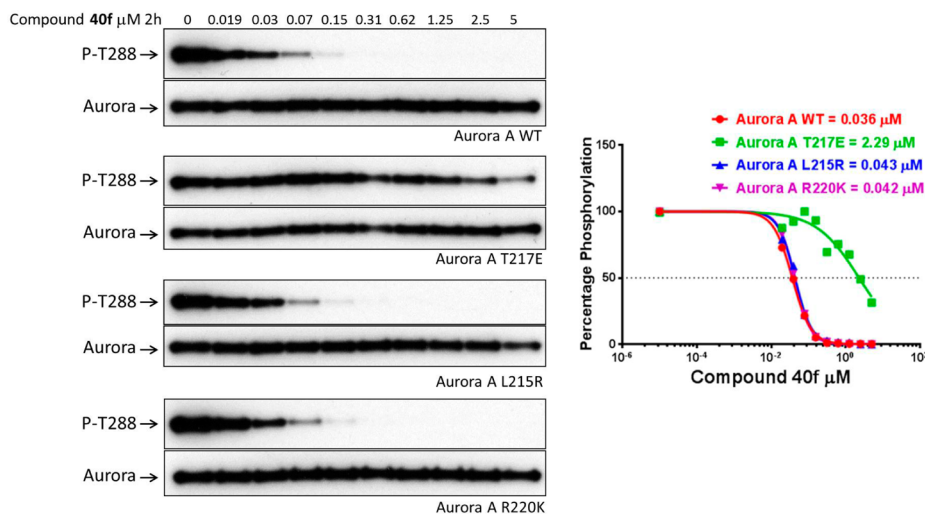 Compound 40f μM 2h 0 0.019 0.03 0.07 0.15 0.31 0.62 1.25 2.5 5
P-T288
Aurora
Aurora A WT
P-T288
Aurora
Aurora A T217E
P-T288
Aurora
Aurora A L215R
P-T288
Aurora
Aurora A R220K
Aurora A WT = 0.036 μM
Aurora A T217E = 2.29 μM
Aurora A L215R = 0.043 μM
Aurora A R220K = 0.042 μM
Percentage Phosphorylation
150
100
50
0
10-6 10-4 10-2 100
Compound 40f μM